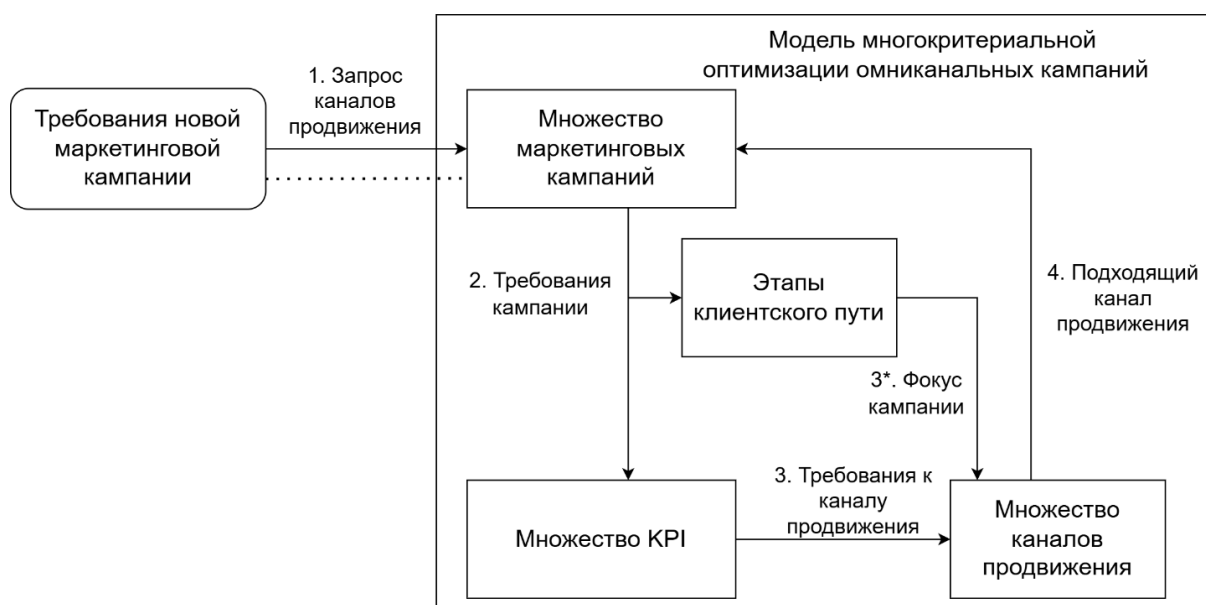 Модель многокритериальной
оптимизации омниканальных кампаний
1. Запрос
каналов
продвижения
Требования новой
маркетинговой
кампании
Множество
маркетинговых
кампаний
2. Требования
кампании
Этапы
клиентского пути
4. Подходящий
канал
продвижения
3*. Фокус
кампании
3. Требования к
каналу
продвижения
Множество KPI
Множество
каналов
продвижения